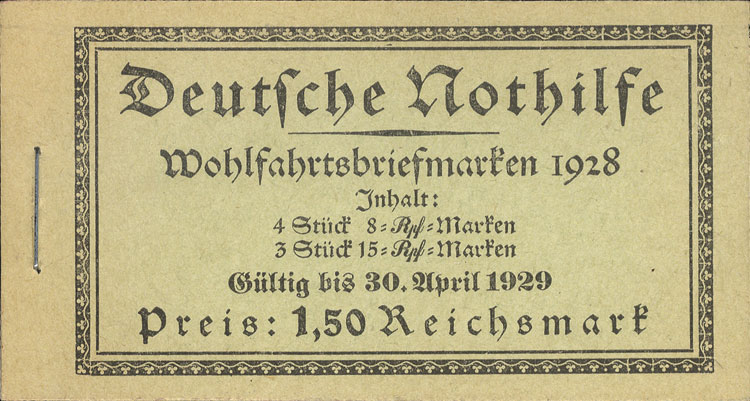 Deutsche Nothilfe
Wohlfahrtsbriefmarken 1928
Inhalt:
4 Stück 8=Rpf=Marken
3 Stück 15=Rpf=Marken
Gültig bis 30. April 1929
Preis: 1,50 Reichsmark